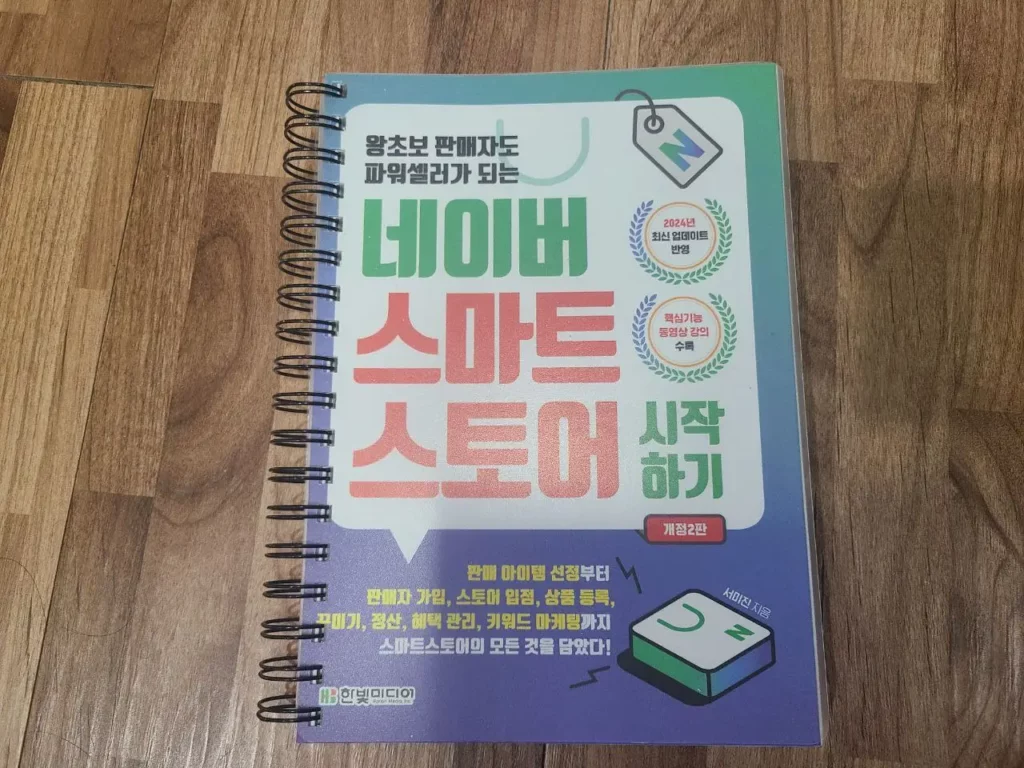 왕초보 판매자도
파워셀러가 되는
네이버
스마트
스토어
시작
하기
N
2024년
최신 업데이트
반영
핵심기능
동영상 강의
수록
개정2판
판매 아이템 선정부터
판매자 가입, 스토어 입점, 상품 등록,
꾸미기, 정산, 혜택 관리, 키워드 마케팅까지
스마트스토어의 모든 것을 담았다!
서미진 지음
N
HB 한빛미디어
Hanbit Media, Inc.